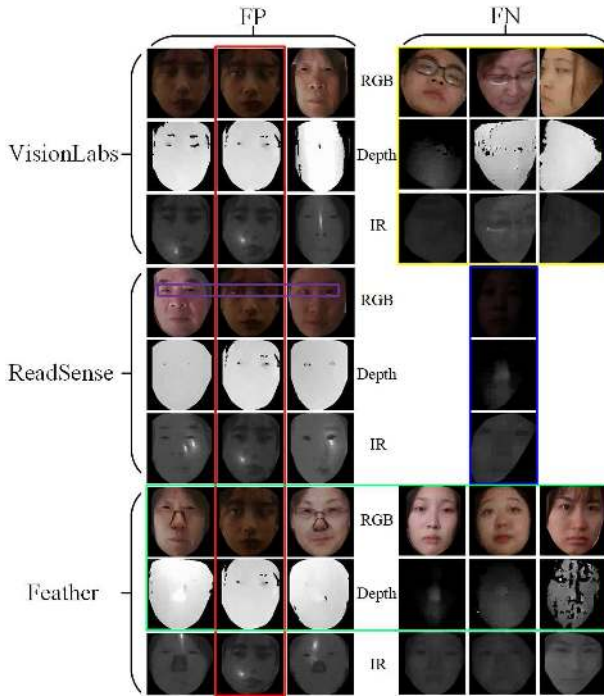 FP FN
RGB
VisionLabs Depth
IR
RGB
ReadSense Depth
IR
RGB
Feather Depth
IR